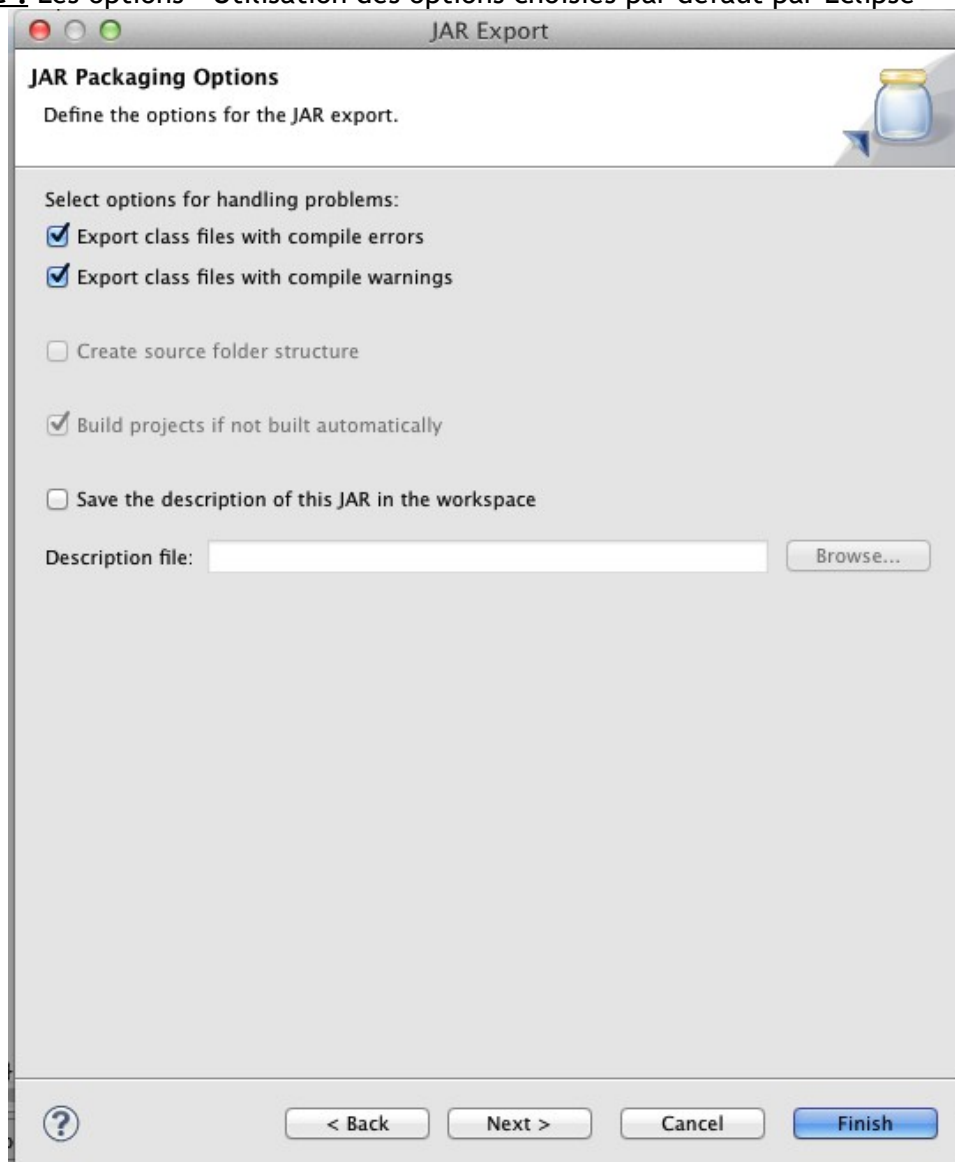 : Les options - Utilisation des options choisies par défaut par Eclipse
JAR Export
JAR Packaging Options
Define the options for the JAR export.
Select options for handling problems:
Export class files with compile errors
Export class files with compile warnings
Create source folder structure
Build projects if not built automatically
Save the description of this JAR in the workspace
Description file:
Browse...
?
< Back
Next >
Cancel
Finish